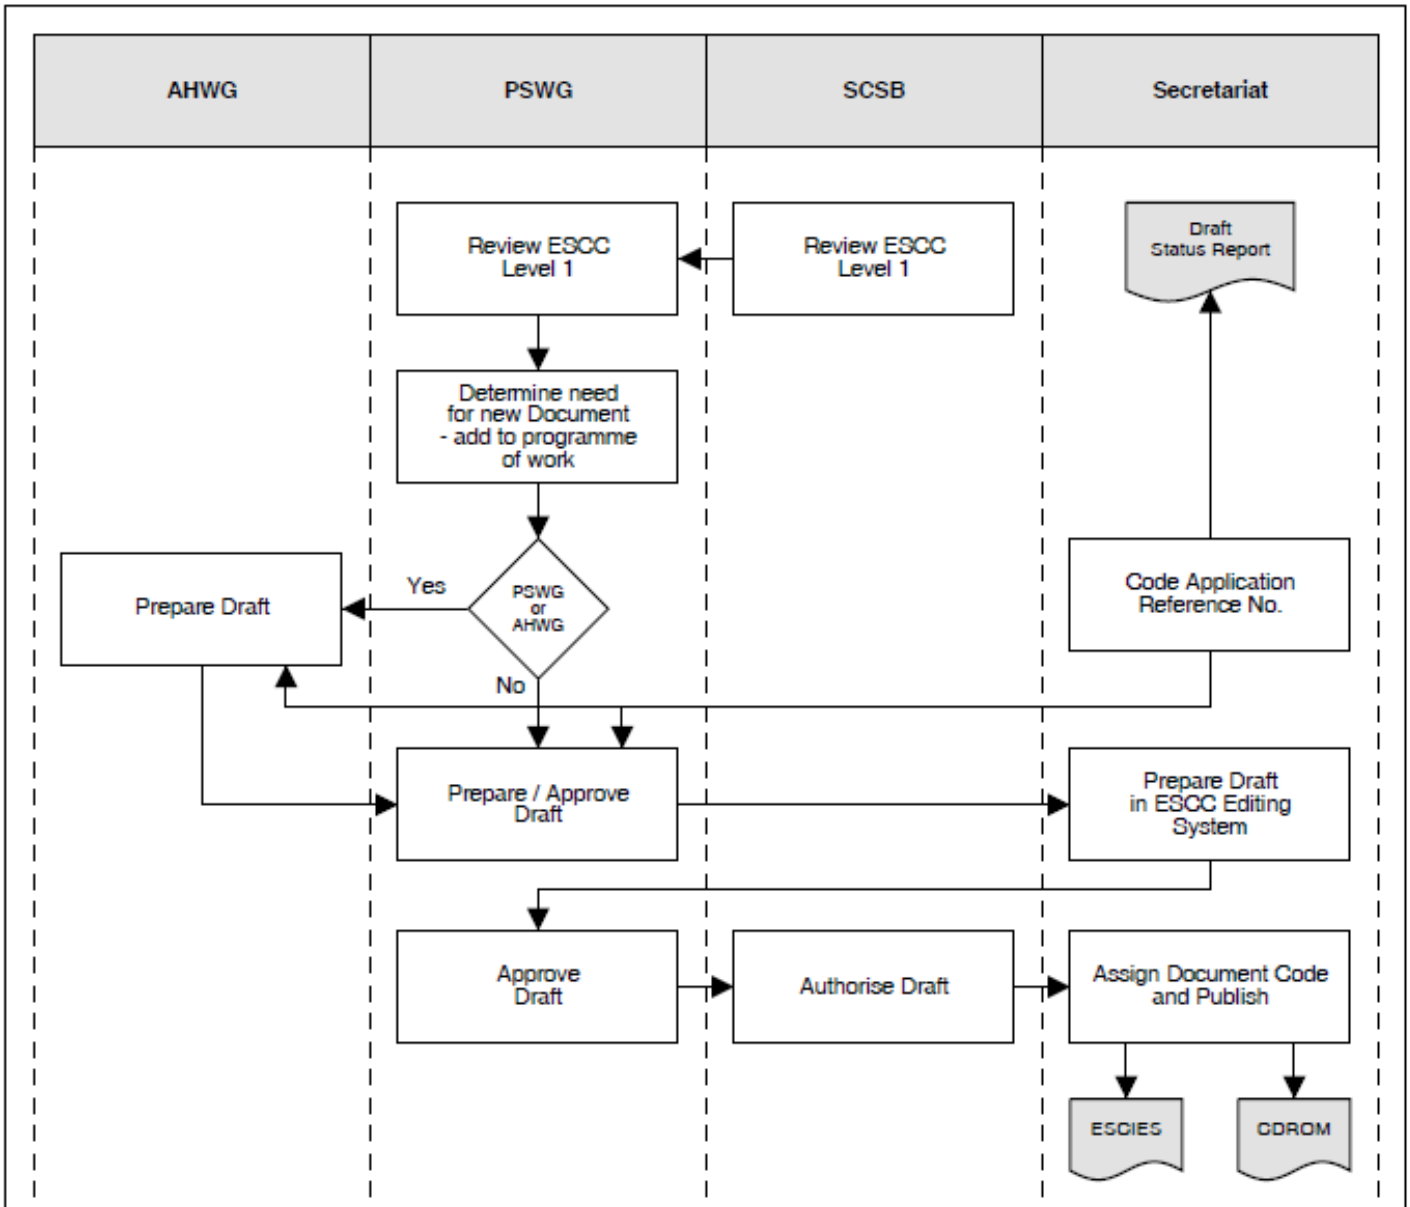 AHWG
PSWG
SCSB
Secretariat
Review ESCC
Level 1
Review ESCC
Level 1
Draft
Status Report
Determine need
for new Document
- add to programme
of work
Prepare Draft
Yes
PSWG
or
AHWG
No
Code Application
Reference No.
Prepare / Approve
Draft
Prepare Draft
in ESCC Editing
System
Approve
Draft
Authorise Draft
Assign Document Code
and Publish
ESCIES
CDROM